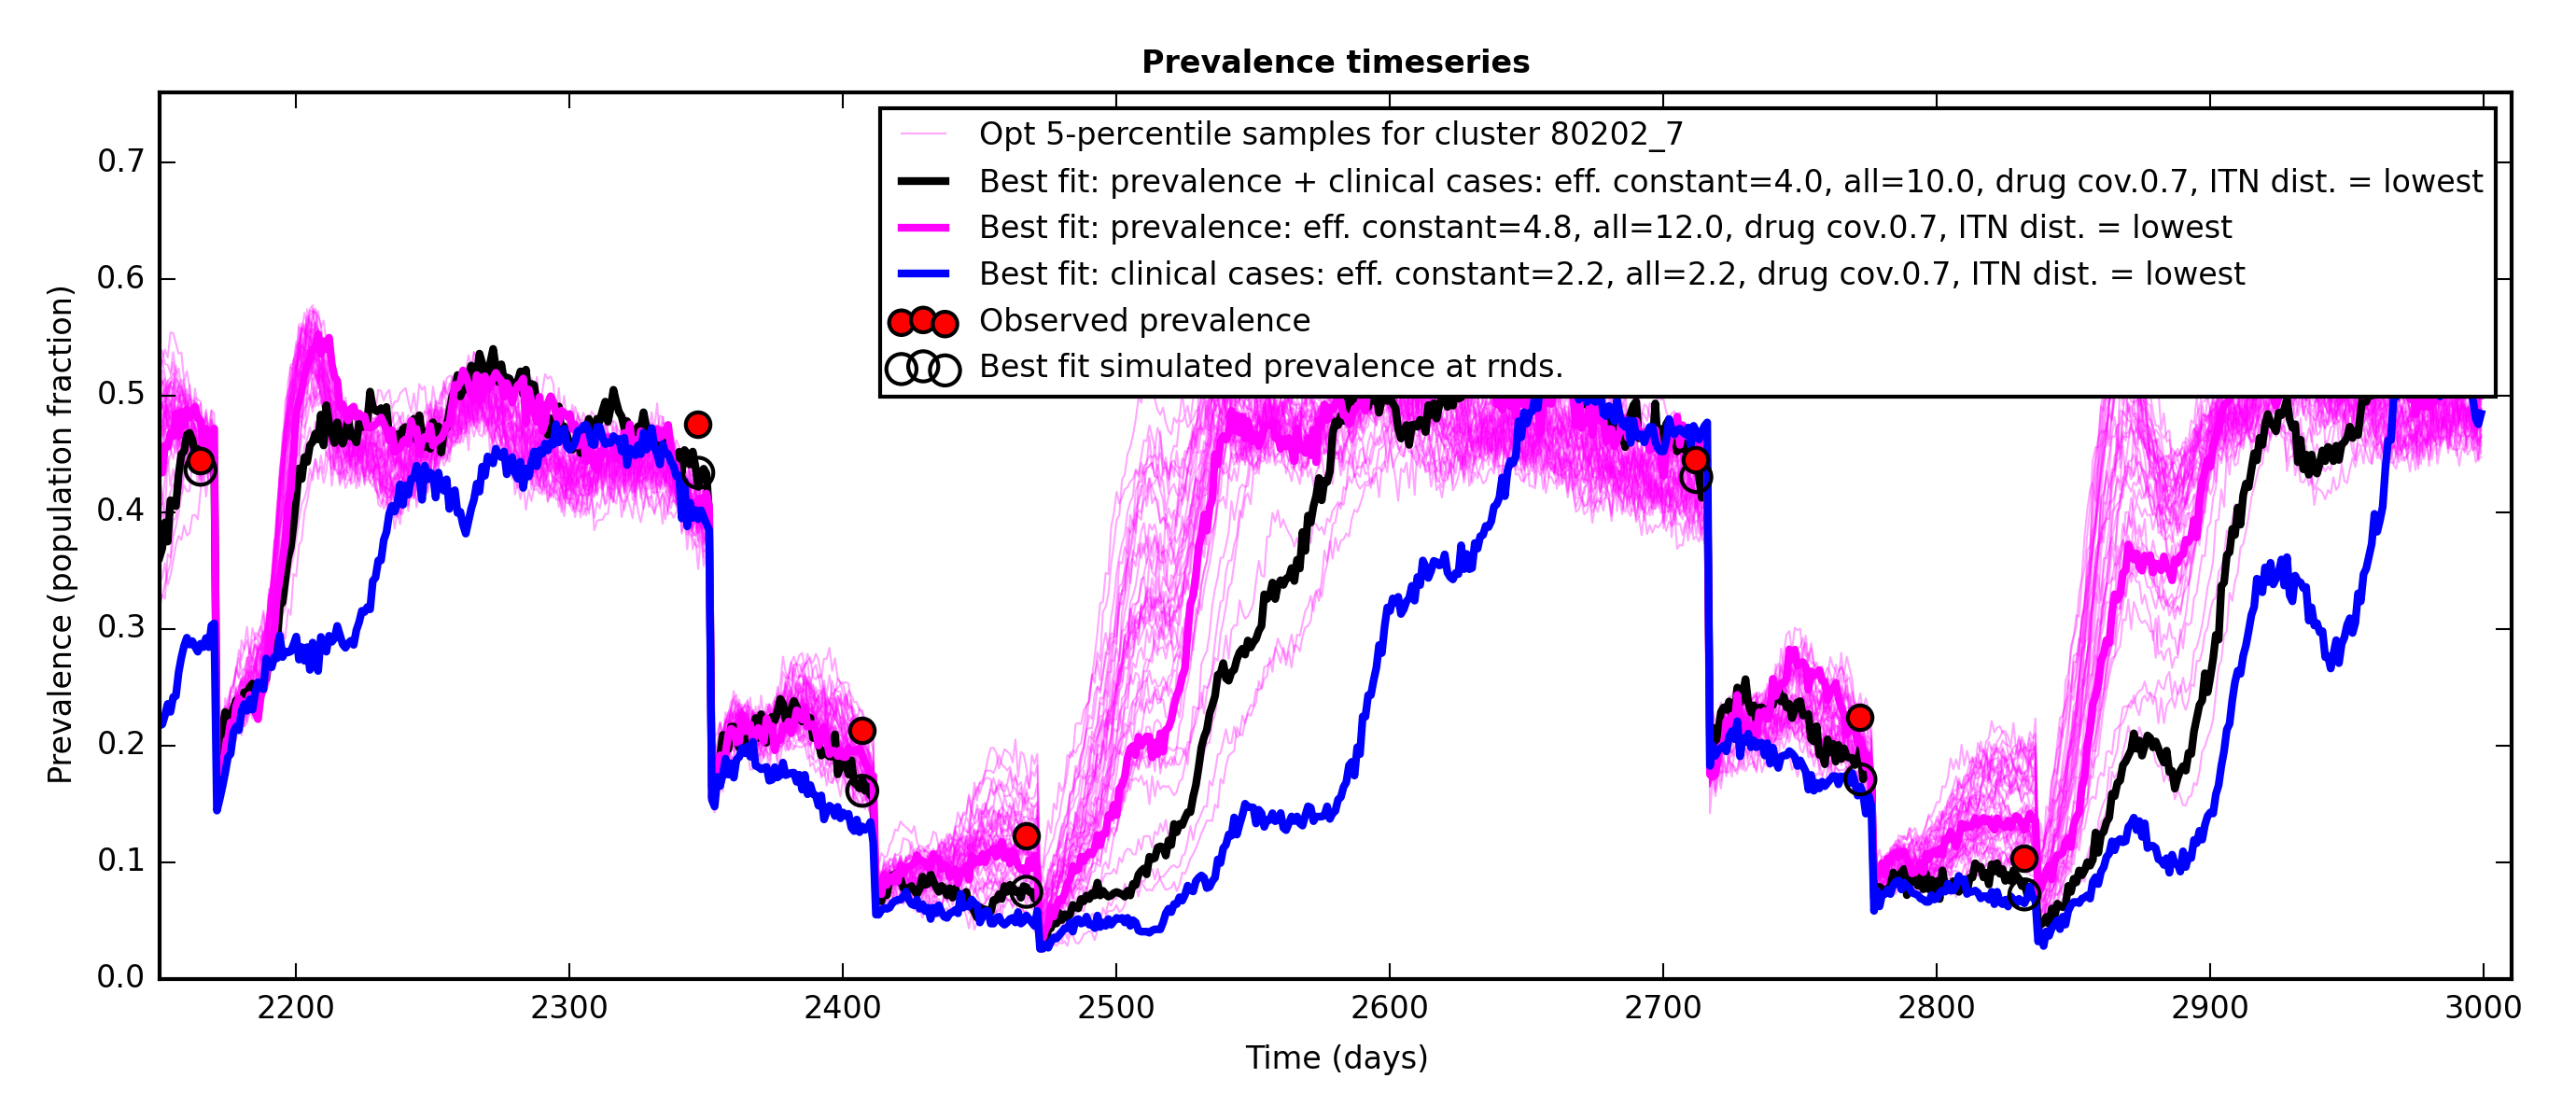 Prevalence timeseries
Opt 5-percentile samples for cluster 80202_7
Best fit: prevalence + clinical cases: eff. constant=4.0, all=10.0, drug cov.0.7, ITN dist. = lowest
Best fit: prevalence: eff. constant=4.8, all=12.0, drug cov.0.7, ITN dist. = lowest
Best fit: clinical cases: eff. constant=2.2, all=2.2, drug cov.0.7, ITN dist. = lowest
Observed prevalence
Best fit simulated prevalence at rnds.
Prevalence (population fraction)
0.7
0.6
0.5
0.4
0.3
0.2
0.1
0.0
2200 2300 2400 2500 2600 2700 2800 2900 3000
Time (days)